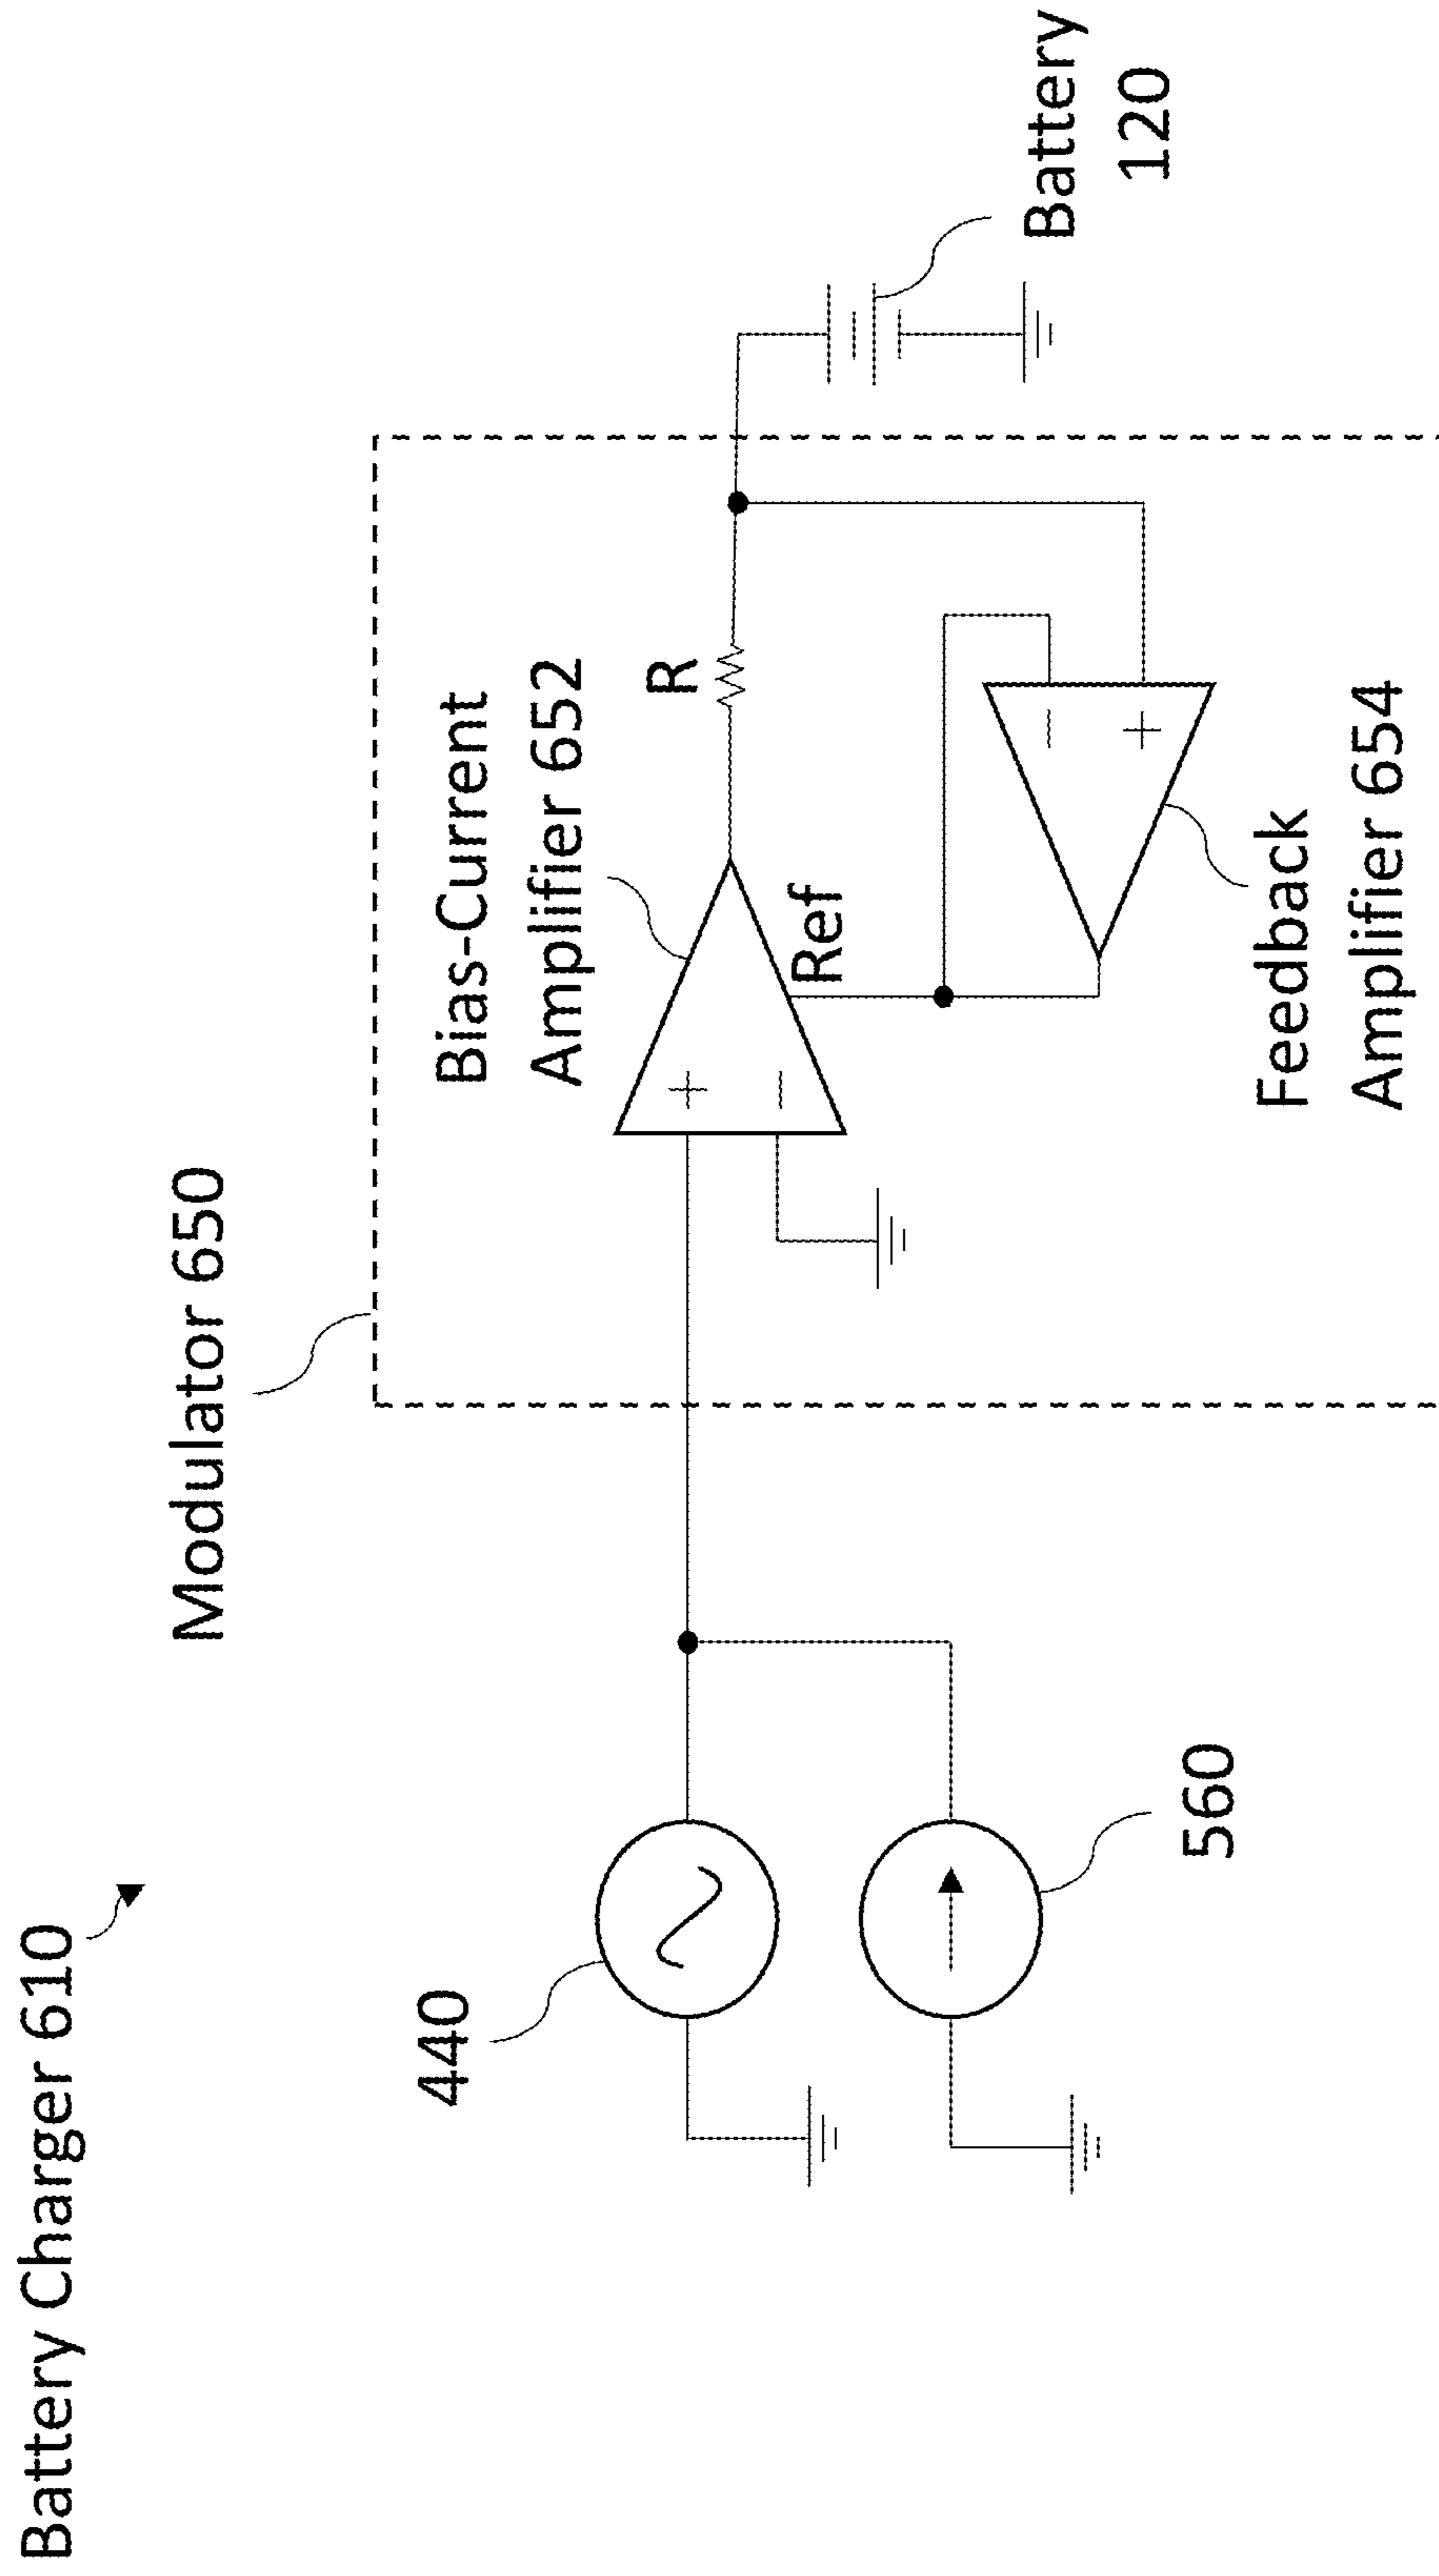 Battery Charger 610
Modulator 650
Bias-Current
Amplifier 652
R
Ref
+
−
440
560
Battery
120
−
+
Feedback
Amplifier 654